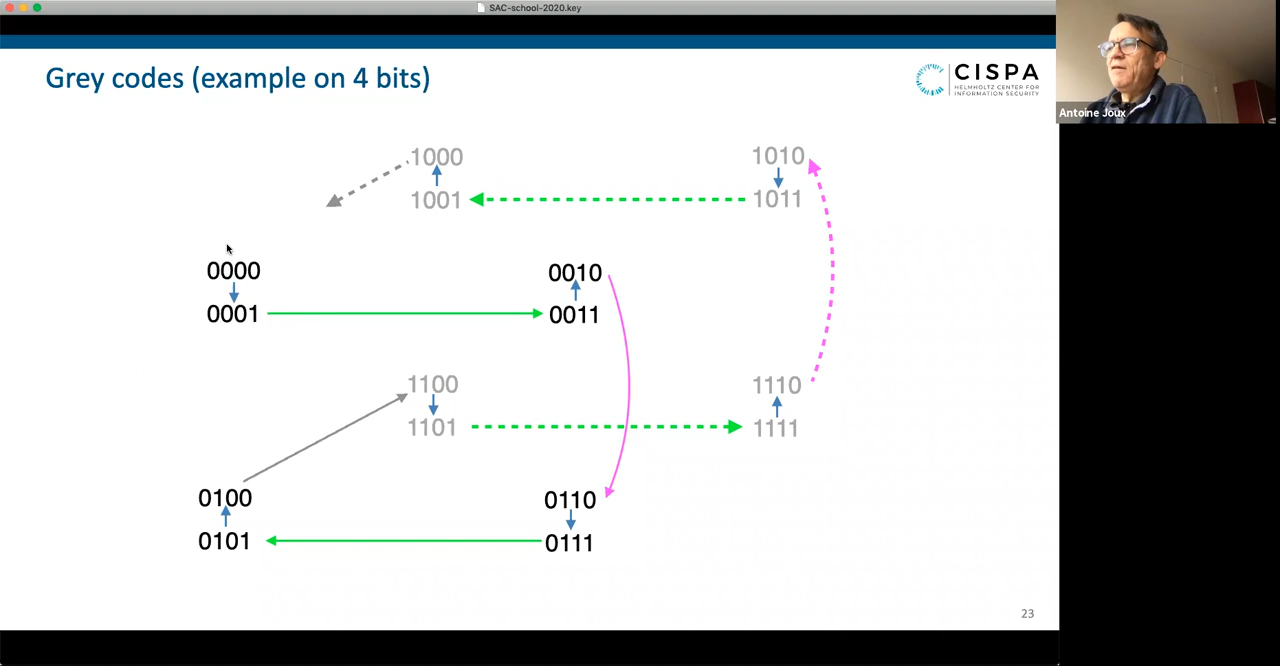 SAC-school-2020.key
Grey codes (example on 4 bits)
CISPA
HELMHOLTZ CENTER FOR
INFORMATION SECURITY
Antoine Joux
1000
1010
1001
1011
0000
0010
0001
0011
1100
1110
1101
1111
0100
0110
0101
0111
23